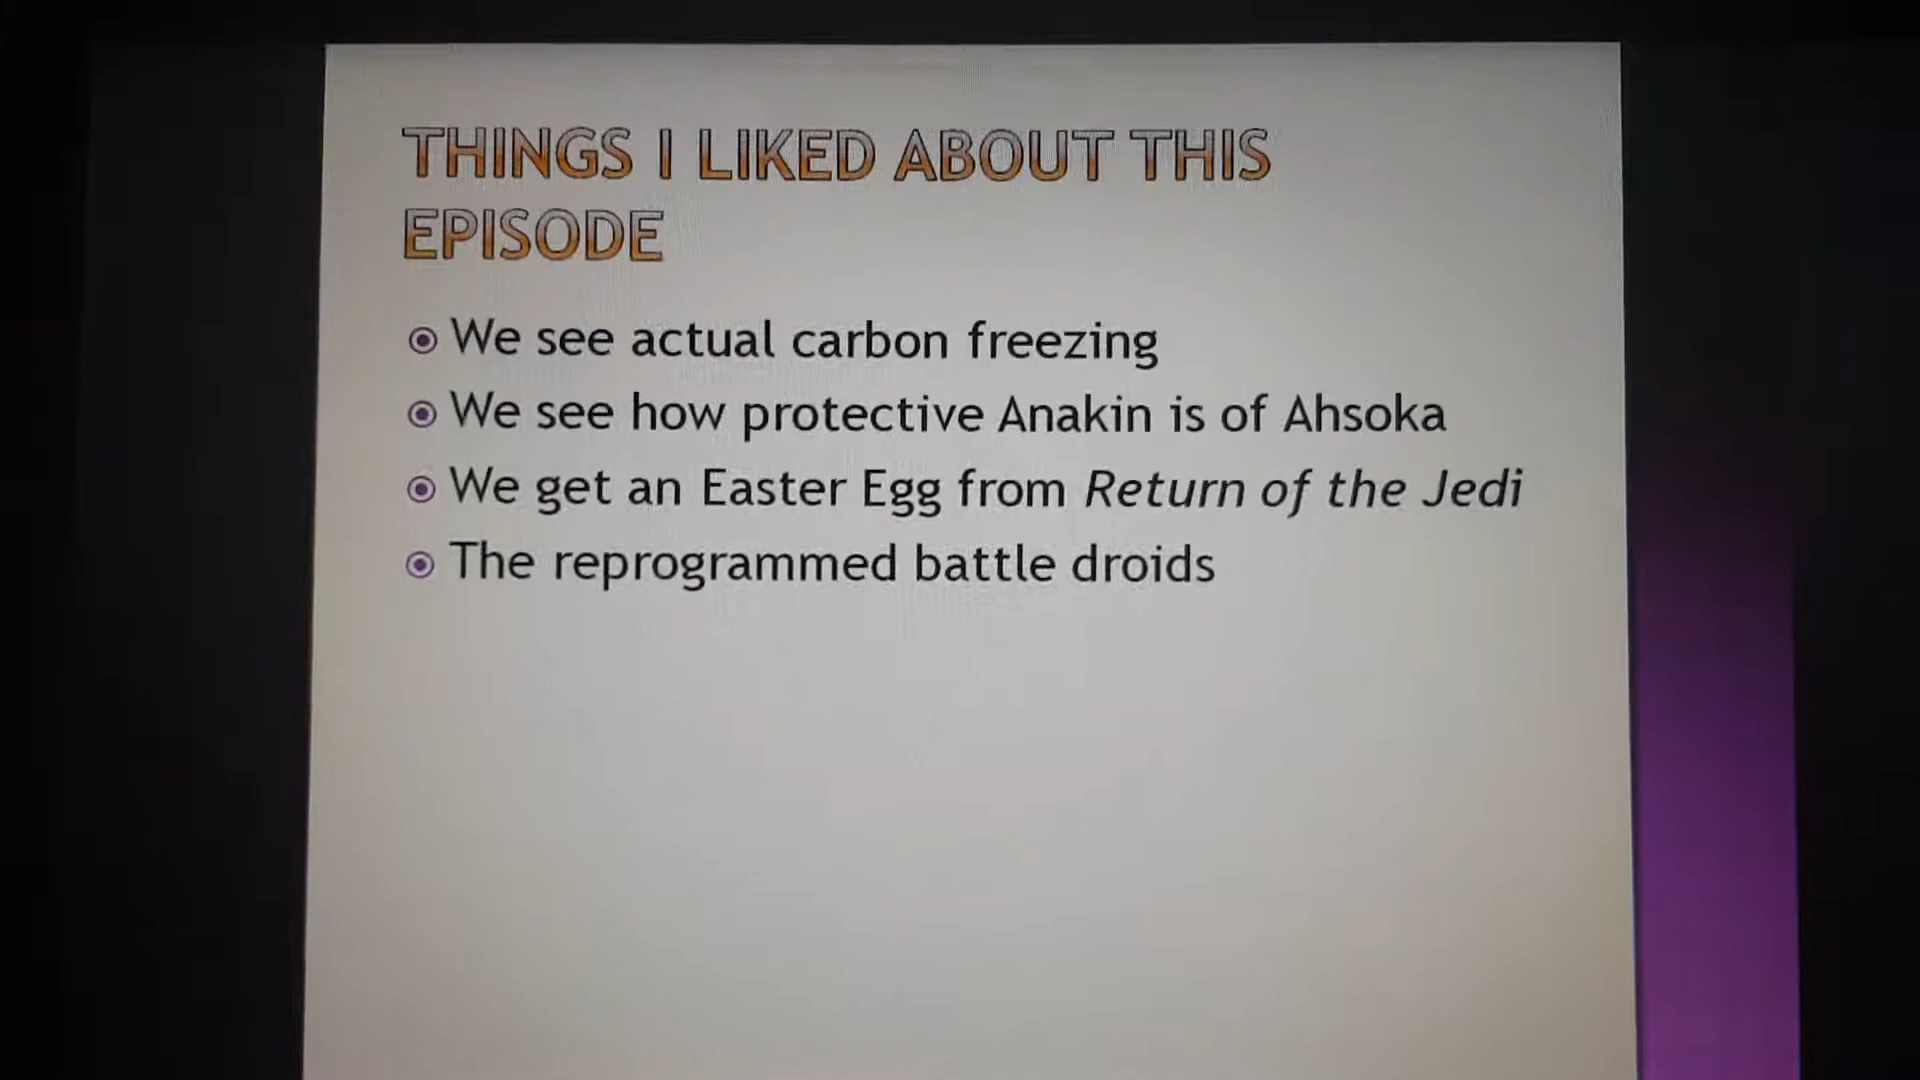 THINGS I LIKED ABOUT THIS
EPISODE
We see actual carbon freezing
We see how protective Anakin is of Ahsoka
We get an Easter Egg from Return of the Jedi
The reprogrammed battle droids